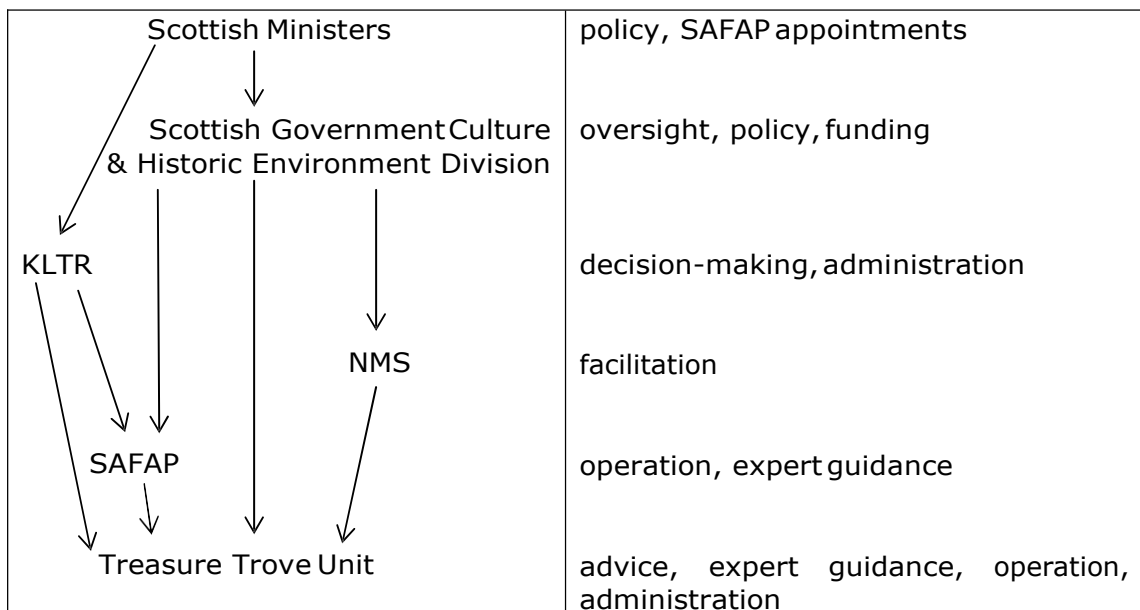 Scottish Ministers
policy, SAFAP appointments
Scottish Government Culture
& Historic Environment Division
oversight, policy, funding
KLTR
decision-making, administration
NMS
facilitation
SAFAP
operation, expert guidance
Treasure Trove Unit
advice, expert guidance, operation,
administration